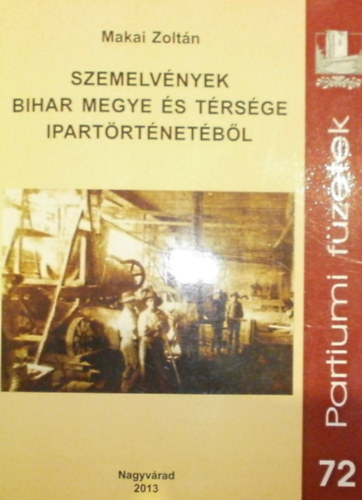 Makai Zoltán
SZEMELVÉNYEK
BIHAR MEGYE ÉS TÉRSÉGE
IPARTÖRTÉNETÉBŐL
Nagyvárad
2013
Partiumi füzetek
72